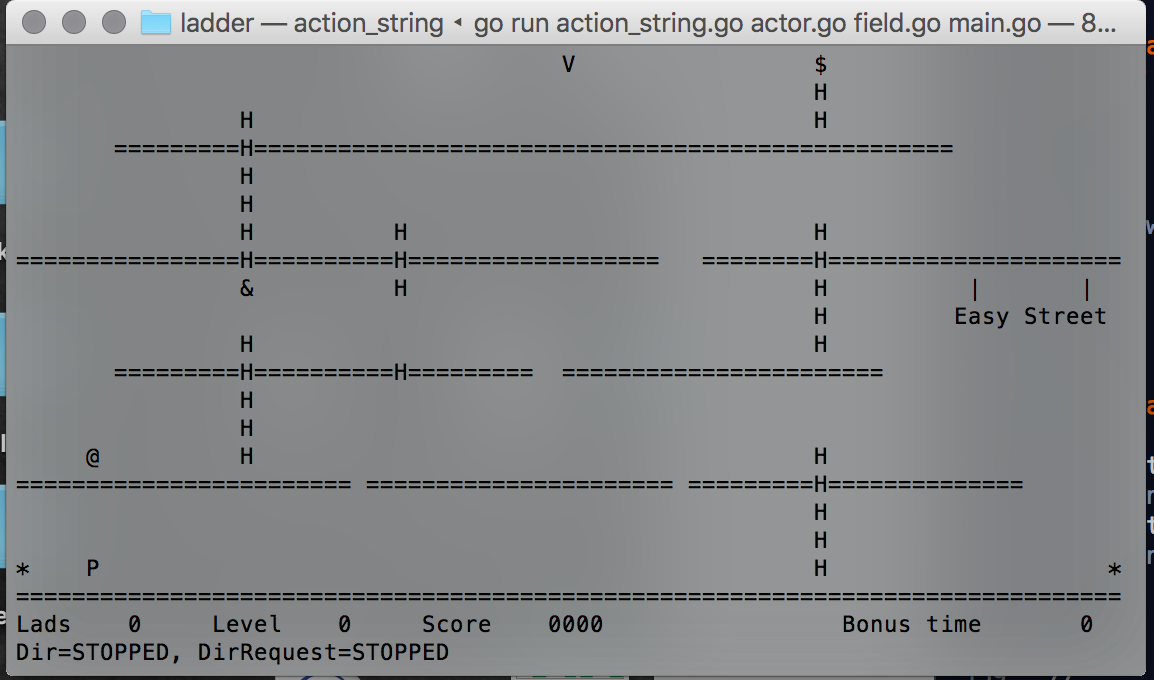 ladder — action_string ◂ go run action_string.go actor.go field.go main.go — 8...
                                       V                 $
                                                         H
                H                                        H
       =========H==================================================
                H
                H
                H          H                             H
================H==========H==================   ========H=====================
                &          H                             H          |       |
                                                         H         Easy Street
                H                                        H
       =========H==========H=========  =======================
                H
                H
     @          H                                        H
======================== ====================== =========H==============
                                                         H
                                                         H
*    P                                                   H                    *
===============================================================================
Lads    0     Level    0     Score    0000                 Bonus time       0
Dir=STOPPED, DirRequest=STOPPED